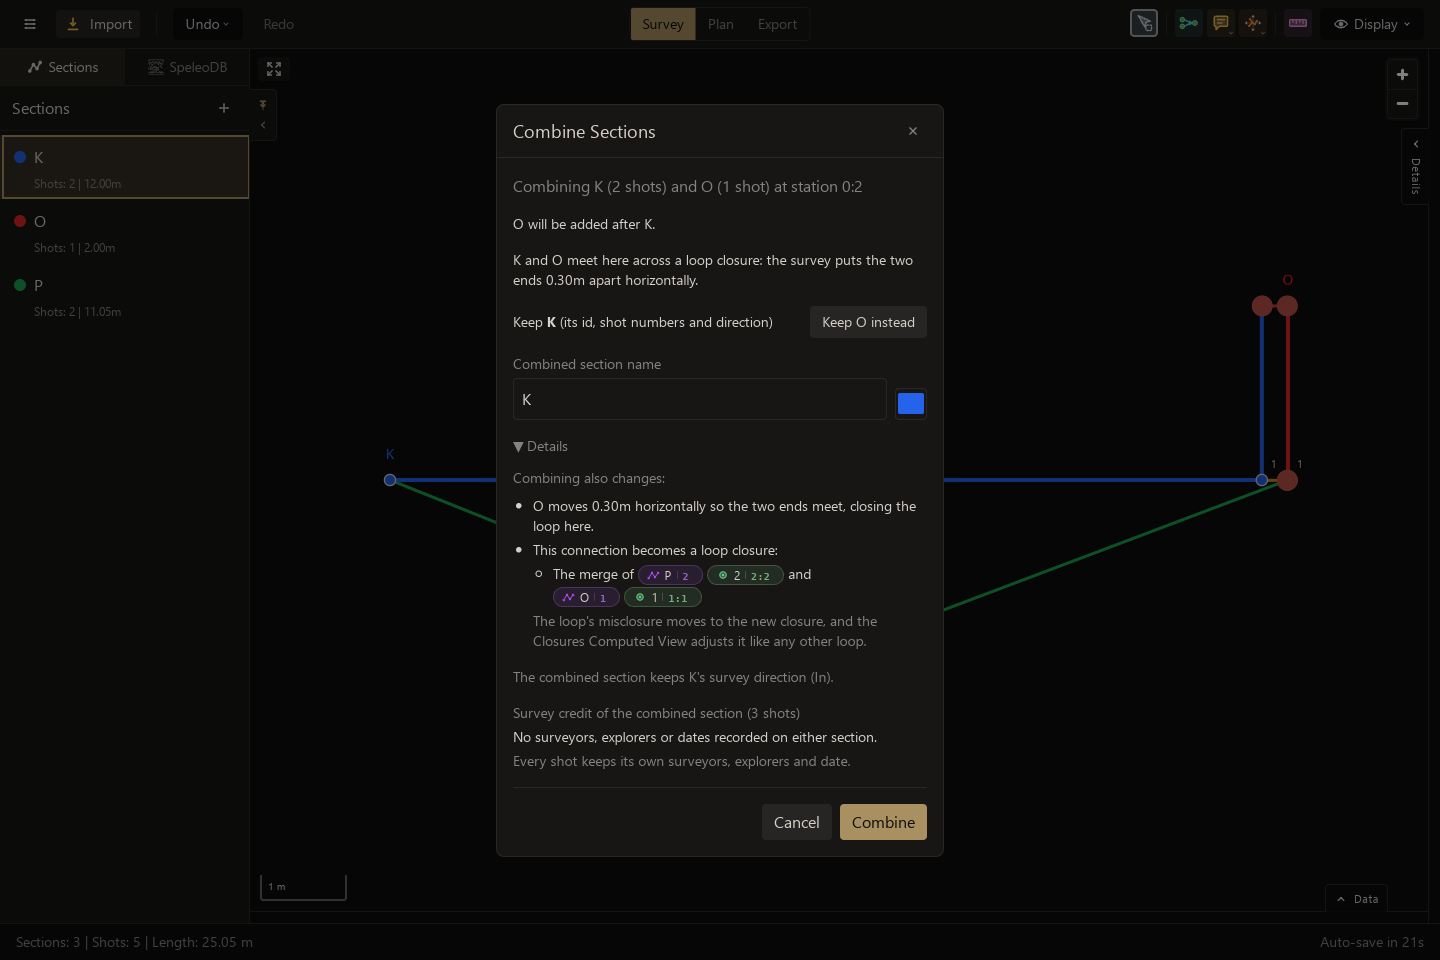 Import
Undo
Redo
Survey
Plan
Export
Display
Sections
SpeleoDB
Sections
K
Shots: 2 | 12.00m
O
Shots: 1 | 2.00m
P
Shots: 2 | 11.05m
Combine Sections
Combining K (2 shots) and O (1 shot) at station 0:2
O will be added after K.
K and O meet here across a loop closure: the survey puts the two
ends 0.30m apart horizontally.
Keep K (its id, shot numbers and direction)
Keep O instead
Combined section name
K
Details
Combining also changes:
O moves 0.30m horizontally so the two ends meet, closing the
loop here.
This connection becomes a loop closure:
The merge of P 2 2 2:2 and
O 1 1 1:1
The loop's misclosure moves to the new closure, and the
Closures Computed View adjusts it like any other loop.
The combined section keeps K's survey direction (In).
Survey credit of the combined section (3 shots)
No surveyors, explorers or dates recorded on either section.
Every shot keeps its own surveyors, explorers and date.
Cancel
Combine
K
O
1
1
Details
1 m
Data
Sections: 3 | Shots: 5 | Length: 25.05 m
Auto-save in 21s